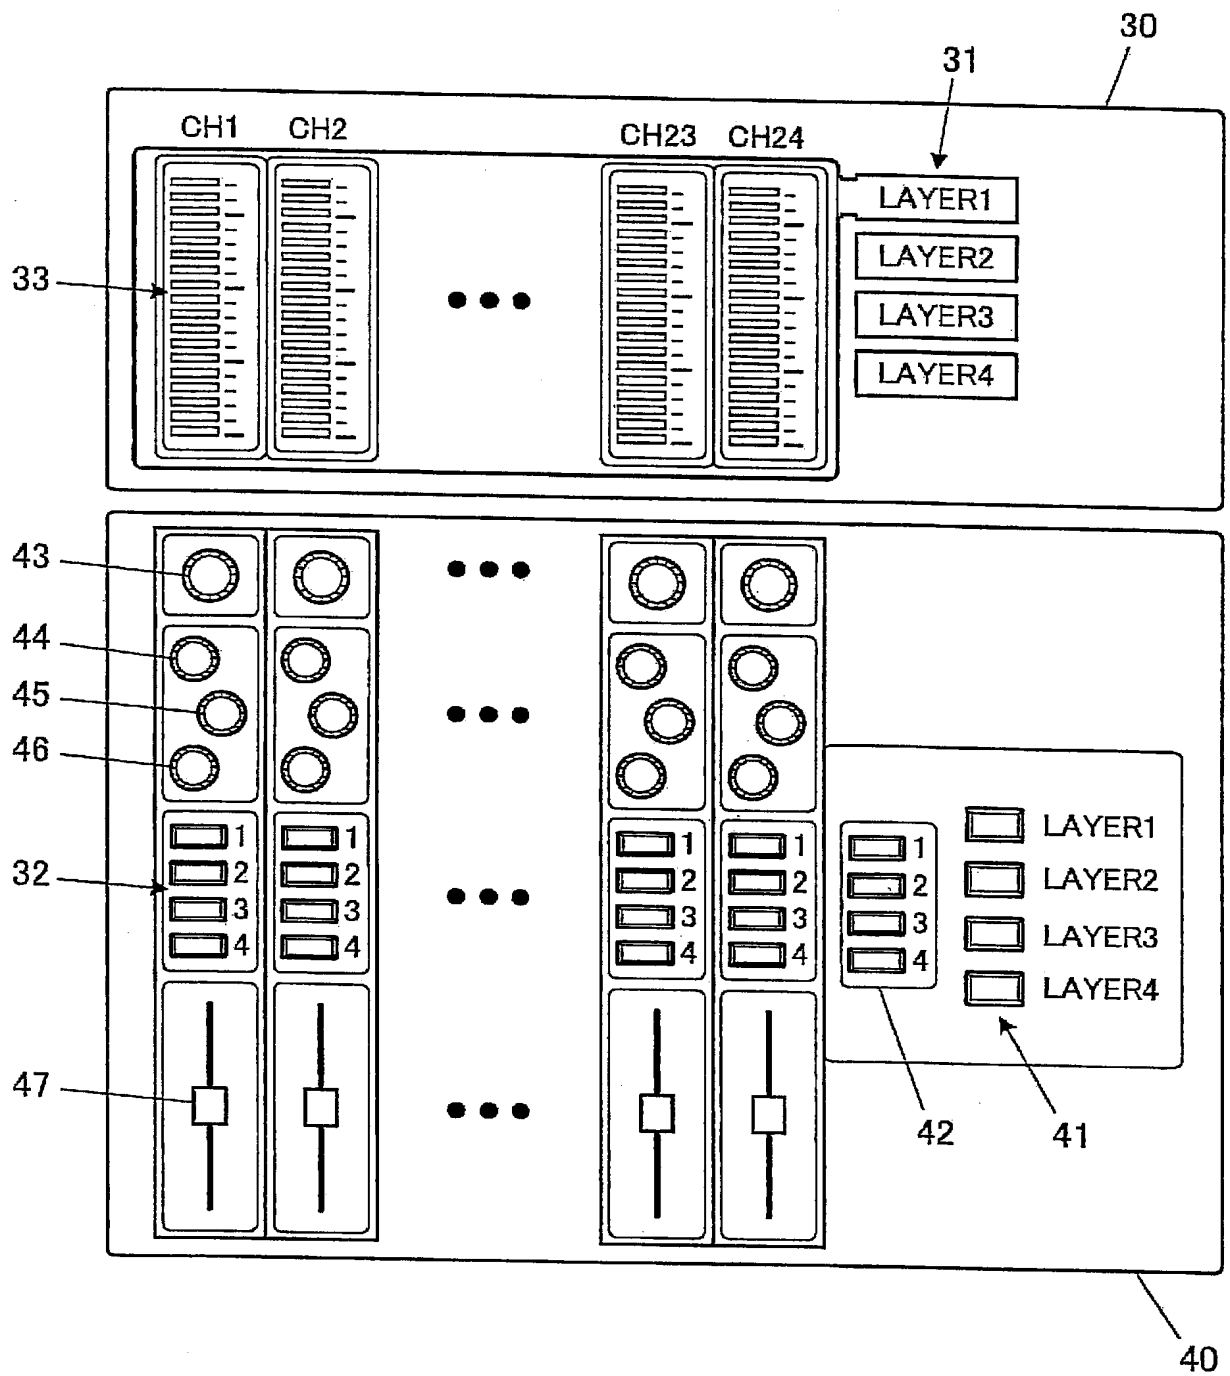 30
31
CH1 CH2 CH23 CH24
LAYER1
LAYER2
33
LAYER3
LAYER4
43
44
45
46
1 1 1 1 1 LAYER1
32
2 2 2 2 2 LAYER2
3 3 3 3 3 LAYER3
4 4 4 4 4 LAYER4
47
42 41
40